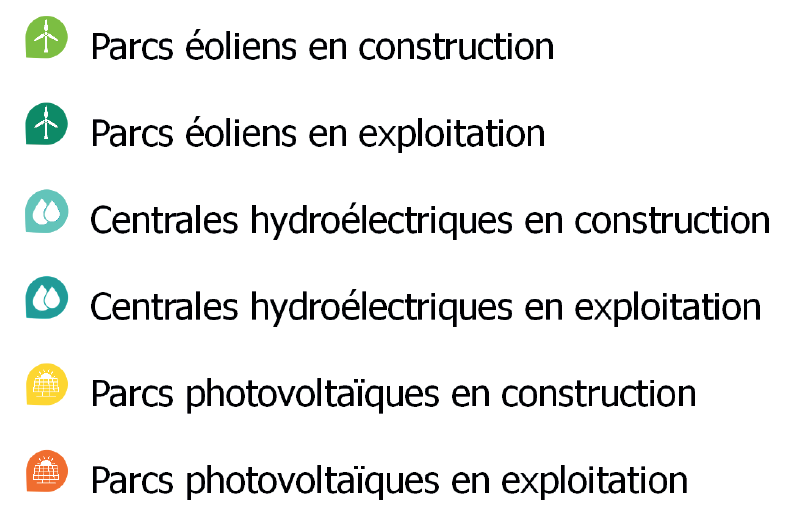 Parcs éoliens en construction
Parcs éoliens en exploitation
Centrales hydroélectriques en construction
Centrales hydroélectriques en exploitation
Parcs photovoltaïques en construction
Parcs photovoltaïques en exploitation